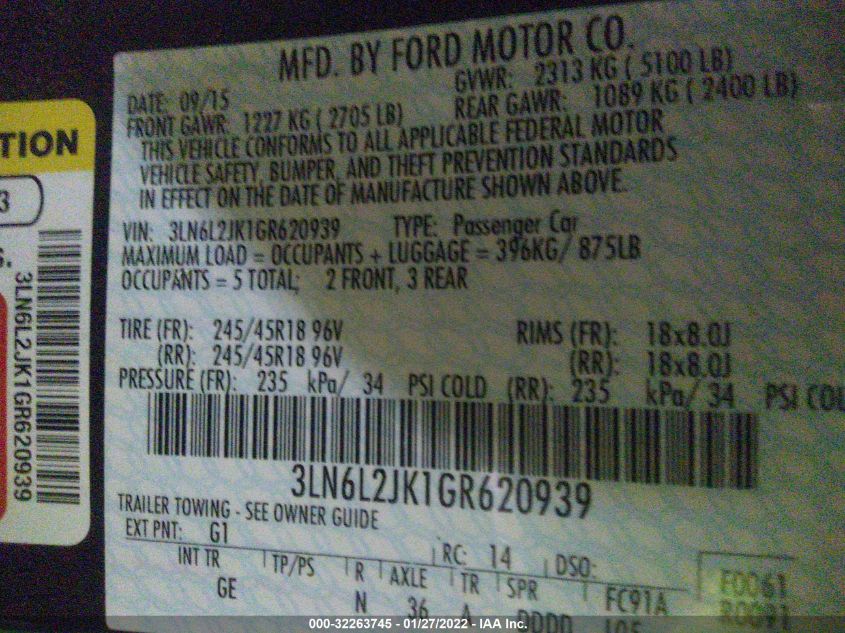 MFD. BY FORD MOTOR CO.
DATE: 09/15
GVWR: 2313 KG ( 5100 LB)
FRONT GAWR: 1227 KG ( 2705 LB)
REAR GAWR: 1089 KG ( 2400 LB)
THIS VEHICLE CONFORMS TO ALL APPLICABLE FEDERAL MOTOR
VEHICLE SAFETY, BUMPER, AND THEFT PREVENTION STANDARDS
IN EFFECT ON THE DATE OF MANUFACTURE SHOWN ABOVE.
VIN: 3LN6L2JK1GR620939 TYPE: Passenger Car
MAXIMUM LOAD = OCCUPANTS + LUGGAGE = 396KG/ 875LB
OCCUPANTS = 5 TOTAL; 2 FRONT, 3 REAR
TIRE (FR): 245/45R18 96V RIMS (FR): 18x8.0J
(RR): 245/45R18 96V (RR): 18x8.0J
PRESSURE (FR): 235 kPa/ 34 PSI COLD (RR): 235 kPa/ 34 PSI COL
3LN6L2JK1GR620939
TRAILER TOWING - SEE OWNER GUIDE
EXT PNT: G1 RC: 14 DSO:
INT TR TP/PS R AXLE TR SPR FC91A
GE N 36 A
F0061
TION
3
3LN6L2JK1GR620939
000-32263745 - 01/27/2022 - IAA Inc.